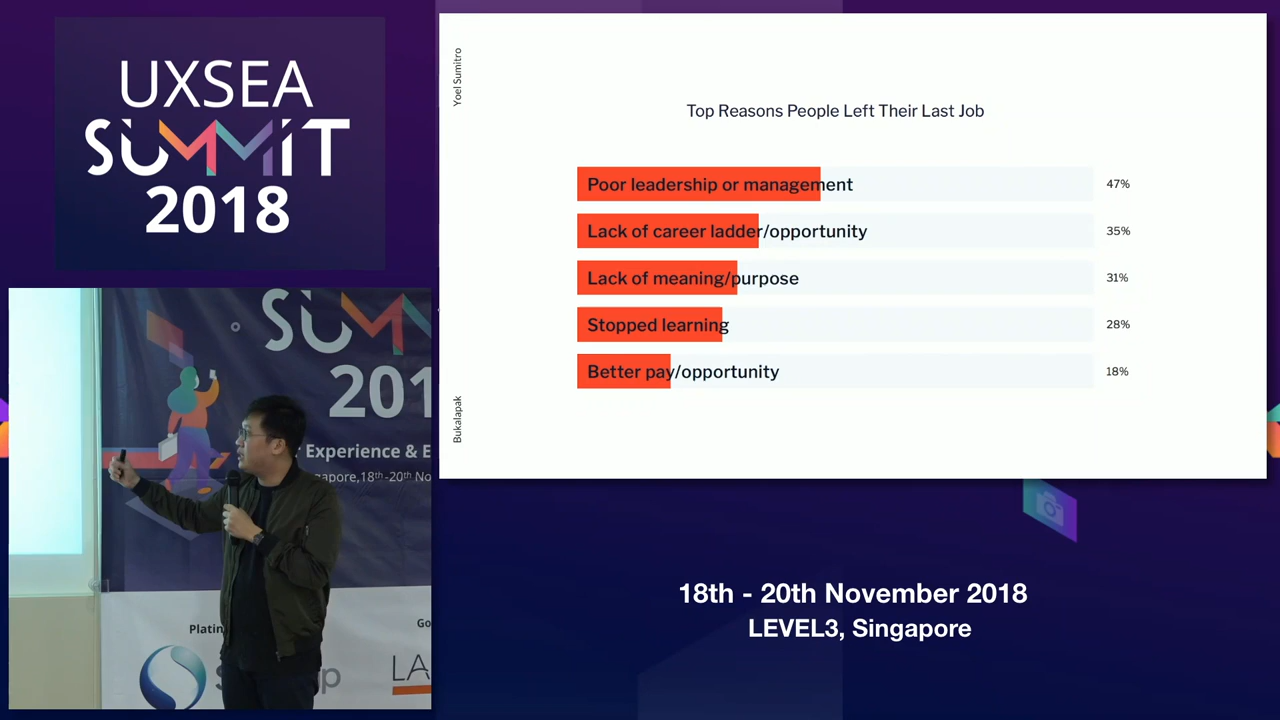 UXSEA
SUMMIT
2018
Yoel Sumitro
Bukalapak
Top Reasons People Left Their Last Job
Poor leadership or management 47%
Lack of career ladder/opportunity 35%
Lack of meaning/purpose 31%
Stopped learning 28%
Better pay/opportunity 18%
SUM
201
Experience & E
gapore,18th-20th No
Platin
Go
S
p
LA
18th - 20th November 2018
LEVEL3, Singapore